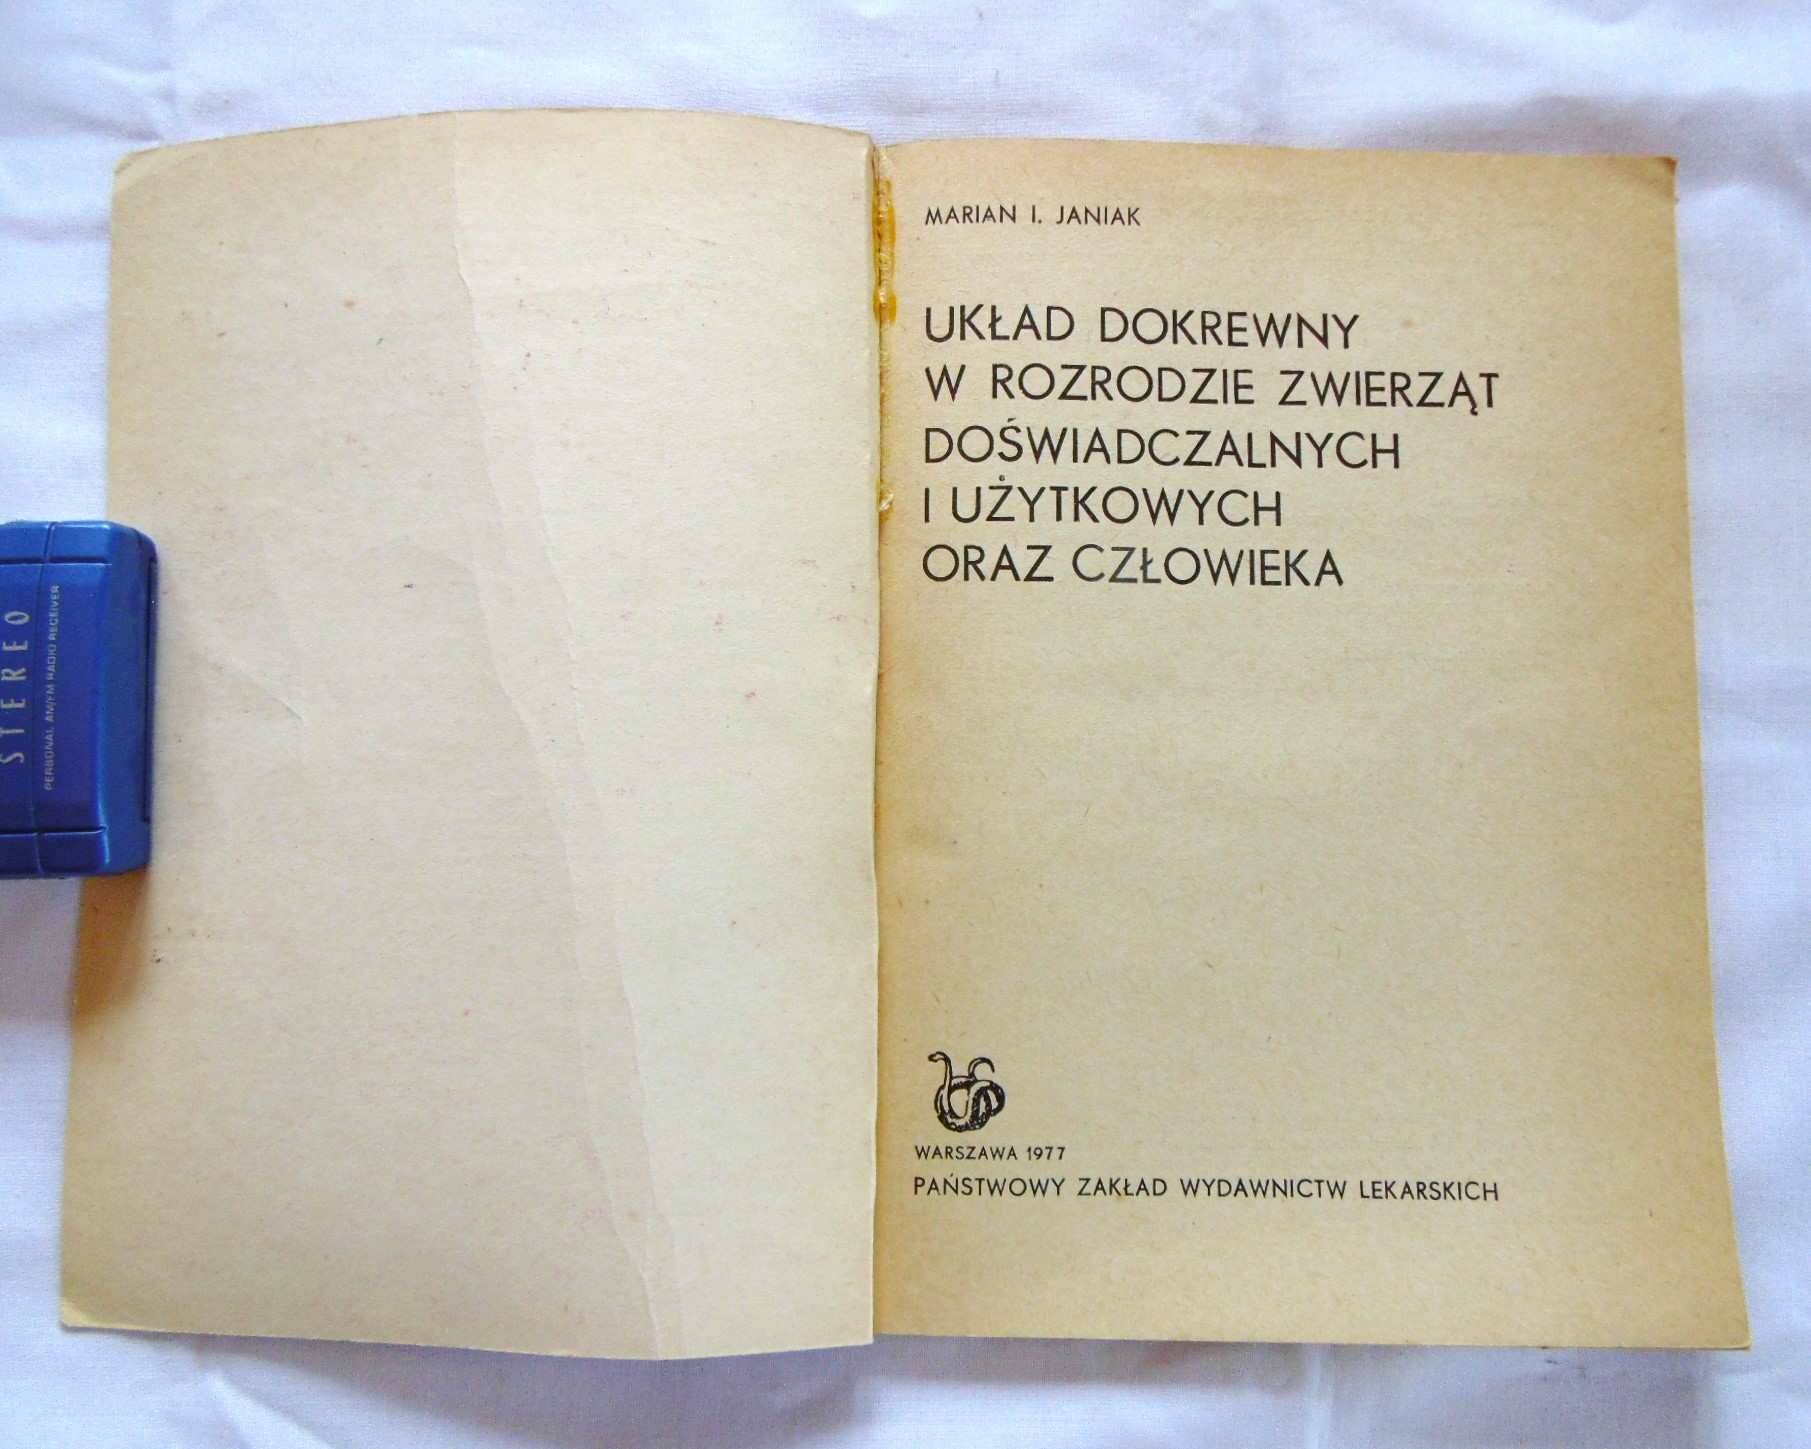 STEREO
PERSONAL AM/FM RADIO RECEIVER
MARIAN I. JANIAK
UKŁAD DOKREWNY
W ROZRODZIE ZWIERZĄT
DOŚWIADCZALNYCH
I UŻYTKOWYCH
ORAZ CZŁOWIEKA
WARSZAWA 1977
PAŃSTWOWY ZAKŁAD WYDAWNICTW LEKARSKICH